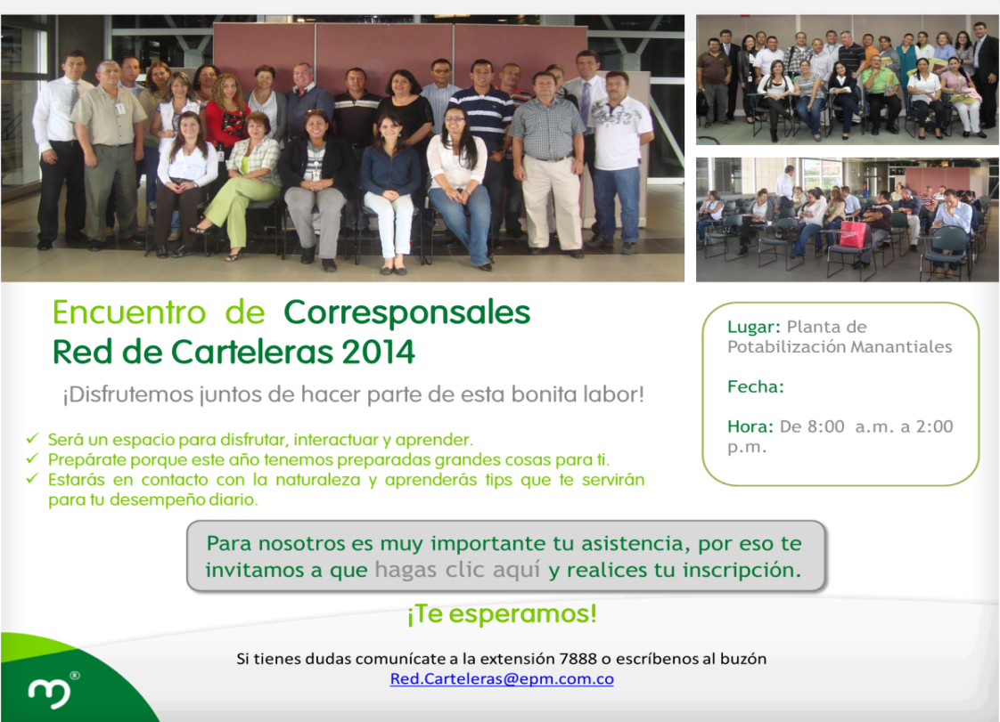 Encuentro de Corresponsales
Red de Carteleras 2014
¡Disfrutemos juntos de hacer parte de esta bonita labor!
✓ Será un espacio para disfrutar, interactuar y aprender.
✓ Prepárate porque este año tenemos preparadas grandes cosas para ti.
✓ Estarás en contacto con la naturaleza y aprenderás tips que te servirán
para tu desempeño diario.
Lugar: Planta de
Potabilización Manantiales
Fecha:
Hora: De 8:00 a.m. a 2:00
p.m.
Para nosotros es muy importante tu asistencia, por eso te
invitamos a que hagas clic aquí y realices tu inscripción.
¡Te esperamos!
Si tienes dudas comunícate a la extensión 7888 o escríbenos al buzón
Red.Carteleras@epm.com.co
®